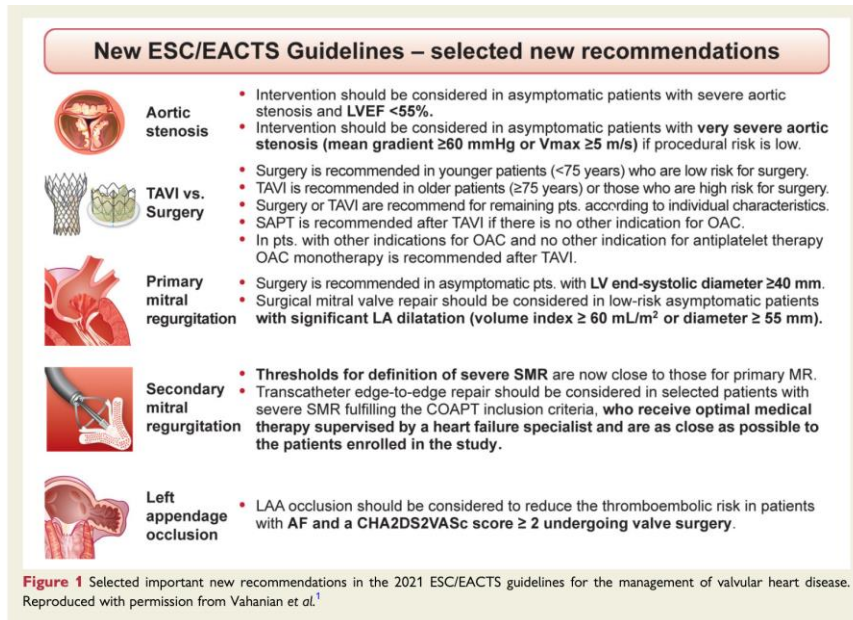 New ESC/EACTS Guidelines – selected new recommendations
Aortic stenosis
• Intervention should be considered in asymptomatic patients with severe aortic
stenosis and LVEF <55%.
• Intervention should be considered in asymptomatic patients with very severe aortic
stenosis (mean gradient ≥60 mmHg or Vmax ≥5 m/s) if procedural risk is low.
TAVI vs.
Surgery
• Surgery is recommended in younger patients (<75 years) who are low risk for surgery.
• TAVI is recommended in older patients (≥75 years) or those who are high risk for surgery.
• Surgery or TAVI are recommend for remaining pts. according to individual characteristics.
• SAPT is recommended after TAVI if there is no other indication for OAC.
• In pts. with other indications for OAC and no other indication for antiplatelet therapy
OAC monotherapy is recommended after TAVI.
Primary
mitral
regurgitation
• Surgery is recommended in asymptomatic pts. with LV end-systolic diameter ≥40 mm.
• Surgical mitral valve repair should be considered in low-risk asymptomatic patients
with significant LA dilatation (volume index ≥ 60 mL/m² or diameter ≥ 55 mm).
Secondary
mitral
regurgitation
• Thresholds for definition of severe SMR are now close to those for primary MR.
• Transcatheter edge-to-edge repair should be considered in selected patients with
severe SMR fulfilling the COAPT inclusion criteria, who receive optimal medical
therapy supervised by a heart failure specialist and are as close as possible to
the patients enrolled in the study.
Left
appendage
occlusion
• LAA occlusion should be considered to reduce the thromboembolic risk in patients
with AF and a CHA2DS2VASc score ≥ 2 undergoing valve surgery.
Figure 1 Selected important new recommendations in the 2021 ESC/EACTS guidelines for the management of valvular heart disease.
Reproduced with permission from Vahanian et al.¹